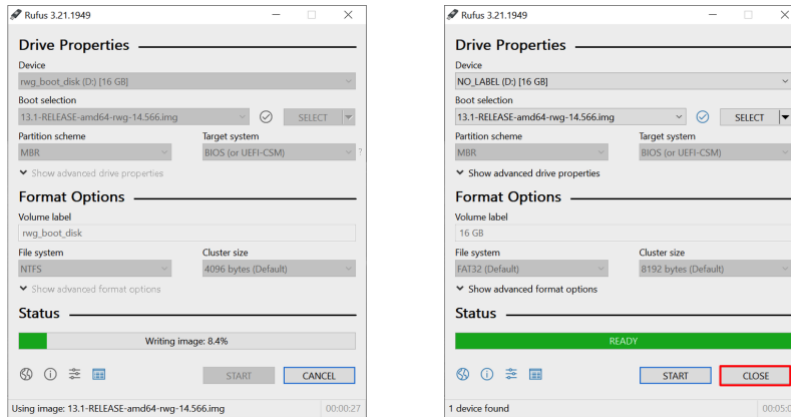 Rufus 3.21.1949
Drive Properties
Device
rwg_boot_disk (D:) [16 GB]
Boot selection
13.1-RELEASE-amd64-rwg-14.566.img
SELECT
Partition scheme
Target system
MBR
BIOS (or UEFI-CSM)
?
Show advanced drive properties
Format Options
Volume label
rwg_boot_disk
File system
Cluster size
NTFS
4096 bytes (Default)
Show advanced format options
Status
Writing image: 8.4%
START
CANCEL
Using image: 13.1-RELEASE-amd64-rwg-14.566.img
00:00:27
Rufus 3.21.1949
Drive Properties
Device
NO_LABEL (D:) [16 GB]
Boot selection
13.1-RELEASE-amd64-rwg-14.566.img
SELECT
Partition scheme
Target system
MBR
BIOS (or UEFI-CSM)
Show advanced drive properties
Format Options
Volume label
16 GB
File system
Cluster size
FAT32 (Default)
8192 bytes (Default)
Show advanced format options
Status
READY
START
CLOSE
1 device found